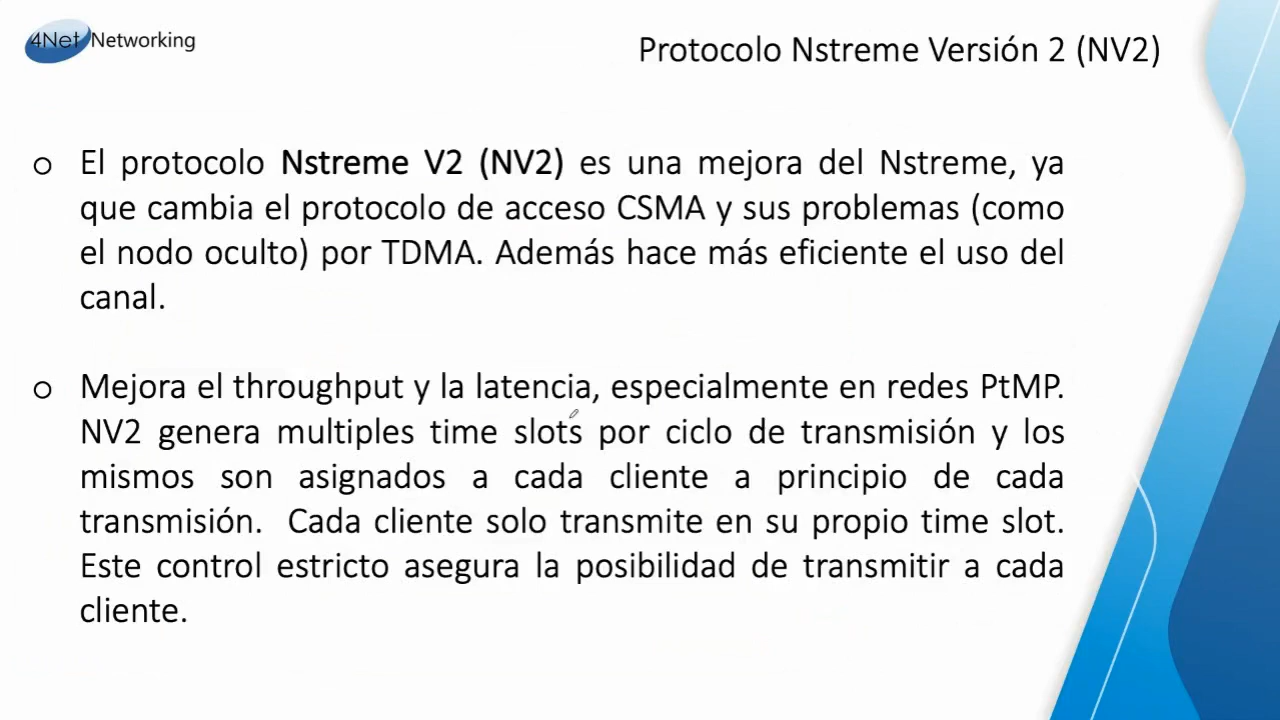 4Net Networking
Protocolo Nstreme Versión 2 (NV2)
o El protocolo Nstreme V2 (NV2) es una mejora del Nstreme, ya
que cambia el protocolo de acceso CSMA y sus problemas (como
el nodo oculto) por TDMA. Además hace más eficiente el uso del
canal.
o Mejora el throughput y la latencia, especialmente en redes PtMP.
NV2 genera multiples time slots por ciclo de transmisión y los
mismos son asignados a cada cliente a principio de cada
transmisión. Cada cliente solo transmite en su propio time slot.
Este control estricto asegura la posibilidad de transmitir a cada
cliente.